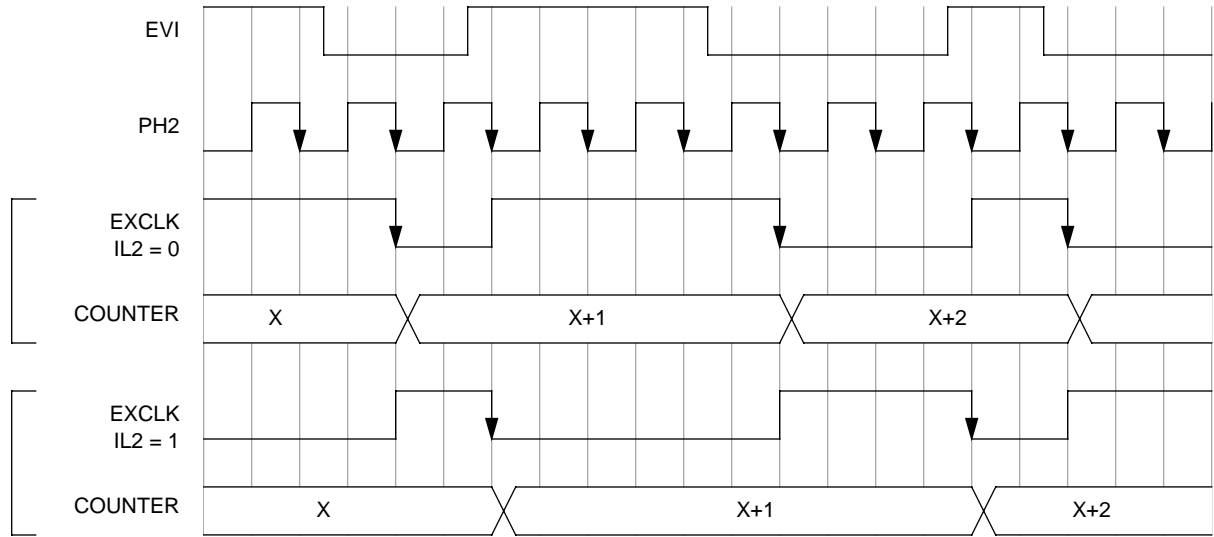 EVI
PH2
EXCLK
IL2 = 0
COUNTER
X
X+1
X+2
EXCLK
IL2 = 1
COUNTER
X
X+1
X+2